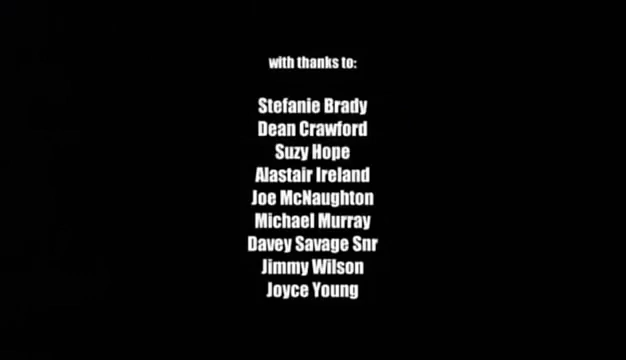 with thanks to:
Stefanie Brady
Dean Crawford
Suzy Hope
Alastair Ireland
Joe McNaughton
Michael Murray
Davey Savage Snr
Jimmy Wilson
Joyce Young